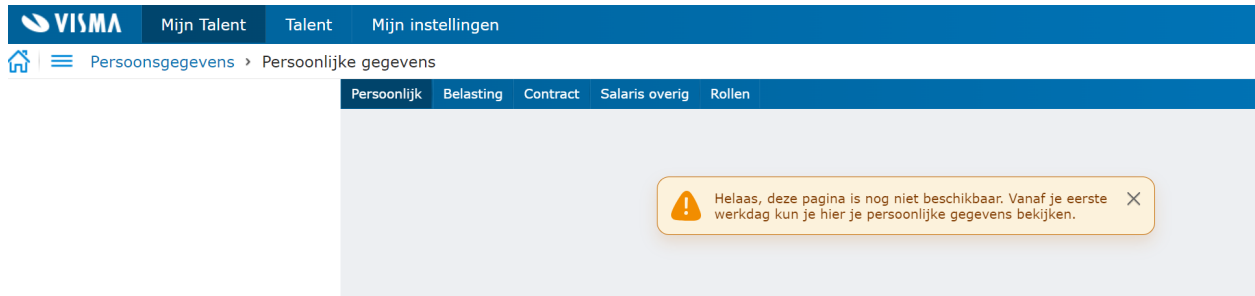 VISMA Mijn Talent Talent Mijn instellingen
Persoonsgegevens › Persoonlijke gegevens
Persoonlijk Belasting Contract Salaris overig Rollen
Helaas, deze pagina is nog niet beschikbaar. Vanaf je eerste
werkdag kun je hier je persoonlijke gegevens bekijken.